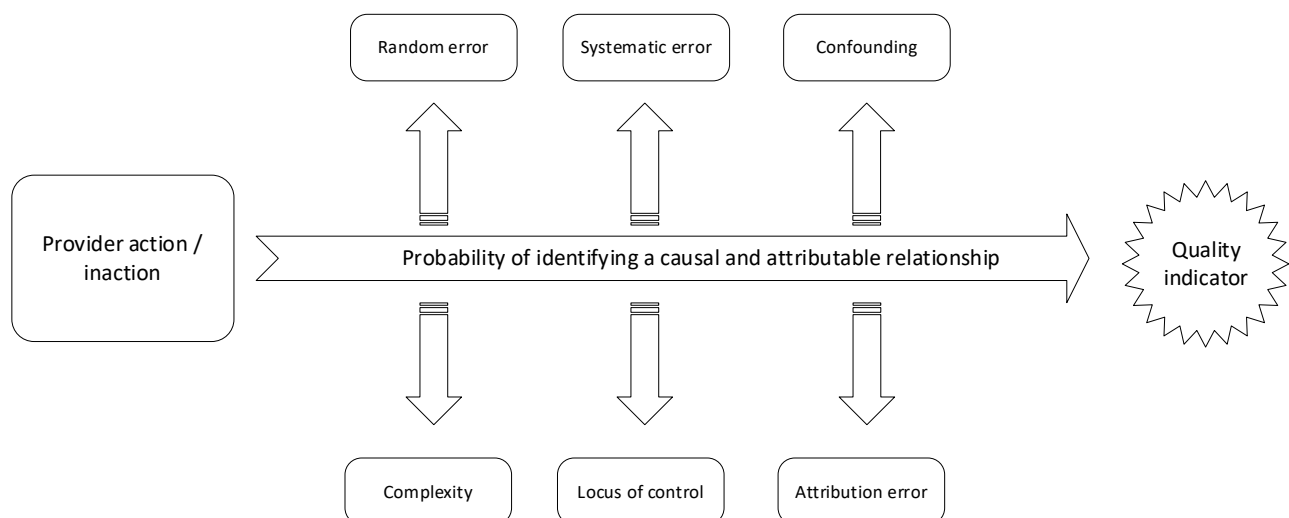 Random error
Systematic error
Confounding
Provider action /
inaction
Probability of identifying a causal and attributable relationship
Quality
indicator
Complexity
Locus of control
Attribution error